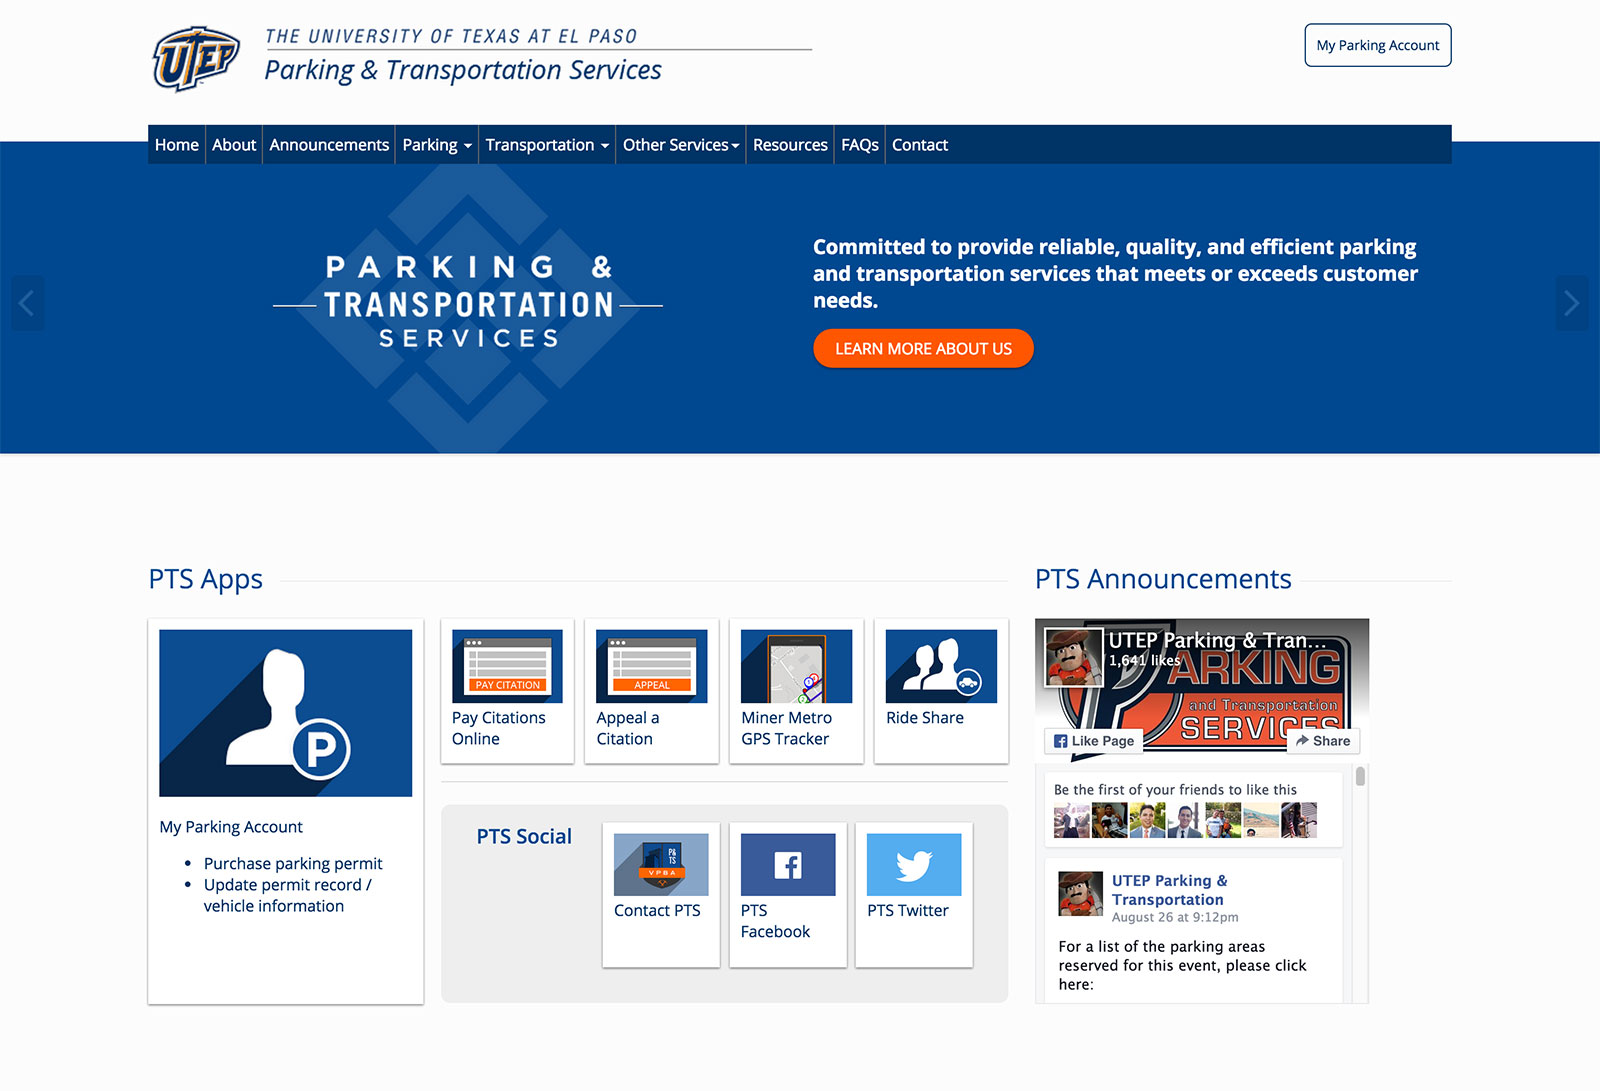 UTEP
THE UNIVERSITY OF TEXAS AT EL PASO
Parking & Transportation Services
My Parking Account
Home About Announcements Parking Transportation Other Services Resources FAQs Contact
PARKING &
TRANSPORTATION
SERVICES
Committed to provide reliable, quality, and efficient parking
and transportation services that meets or exceeds customer
needs.
LEARN MORE ABOUT US
PTS Apps
P
My Parking Account
• Purchase parking permit
• Update permit record /
vehicle information
PAY CITATION
Pay Citations
Online
APPEAL
Appeal a
Citation
Miner Metro
GPS Tracker
Ride Share
PTS Social
P&
TS
VPBA
Contact PTS
PTS
Facebook
PTS Twitter
PTS Announcements
UTEP Parking & Tran...
1,641 likes
PARKING
and Transportation
SERVICES
Like Page
Share
Be the first of your friends to like this
UTEP Parking &
Transportation
August 26 at 9:12pm
For a list of the parking areas
reserved for this event, please click
here: